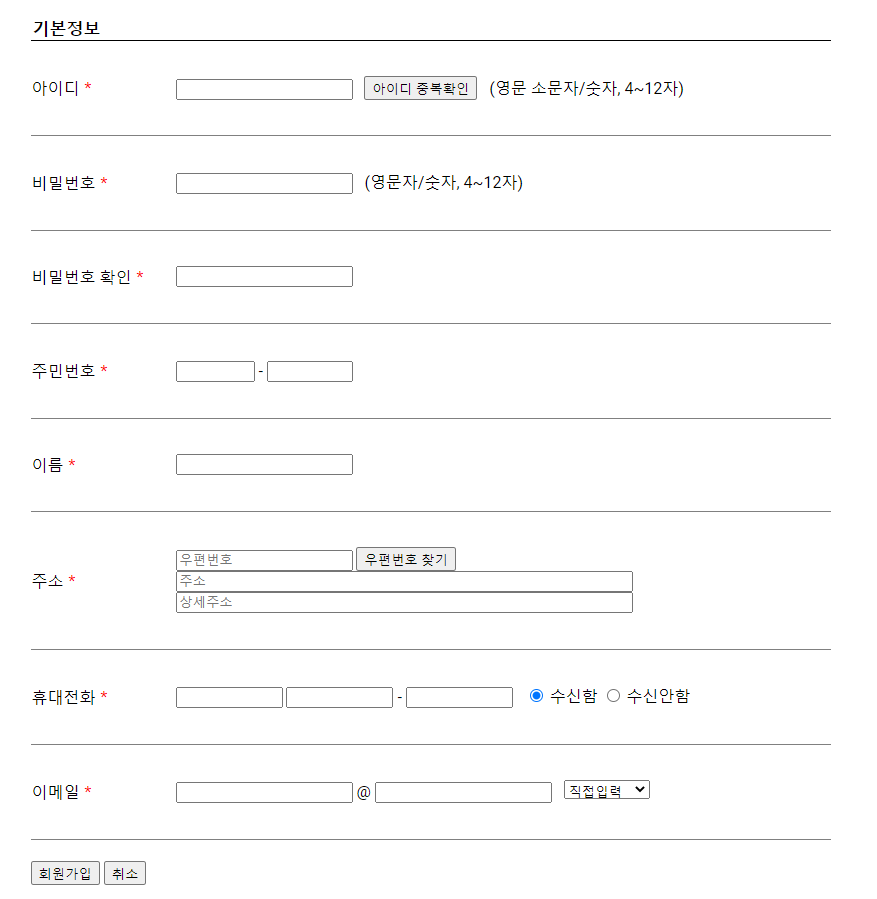 기본정보
아이디 * 아이디 중복확인 (영문 소문자/숫자, 4~12자)
비밀번호 * (영문자/숫자, 4~12자)
비밀번호 확인 *
주민번호 * -
이름 *
우편번호 우편번호 찾기
주소 * 주소
상세주소
휴대전화 * - 수신함 수신안함
이메일 * @ 직접입력
회원가입 취소